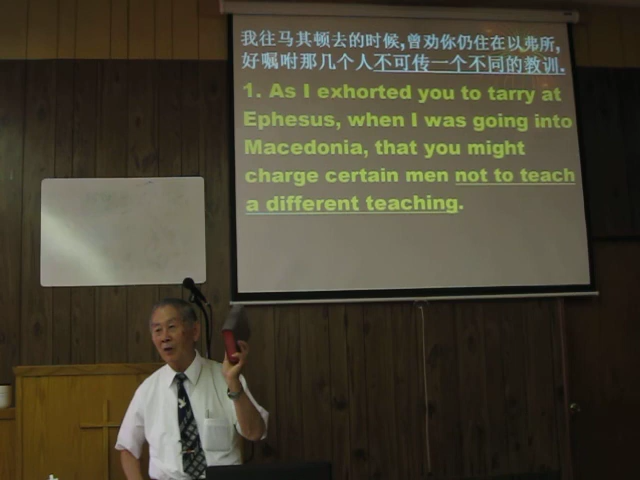 我往马其顿去的时候,曾劝你仍住在以弗所,
好嘱咐那几个人不可传一个不同的教训.
1. As I exhorted you to tarry at
Ephesus, when I was going into
Macedonia, that you might
charge certain men not to teach
a different teaching.